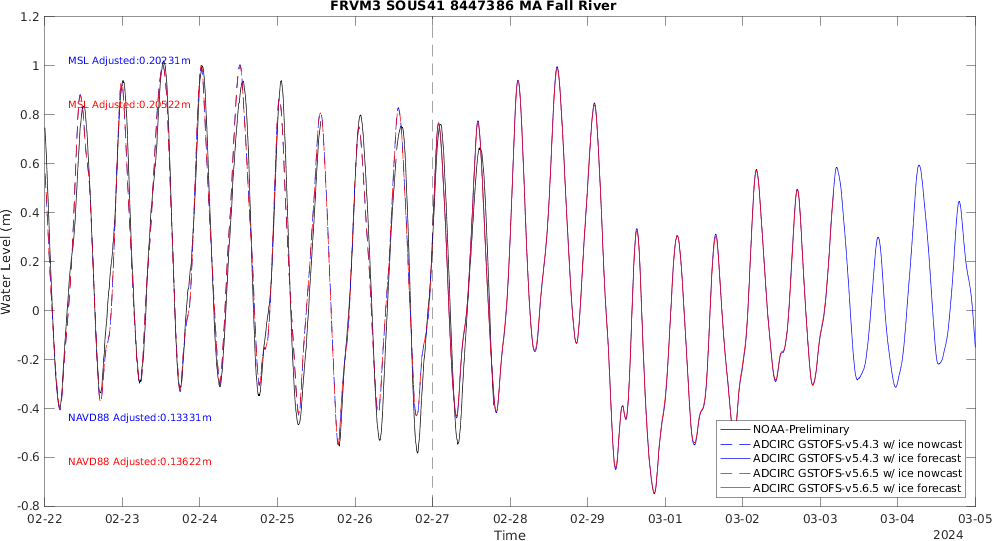 FRVM3 SOUS41 8447386 MA Fall River
1.2
1
0.8
0.6
0.4
0.2
0
-0.2
-0.4
-0.6
-0.8
Water Level (m)
MSL Adjusted:0.20231m
MSL Adjusted:0.20522m
NAVD88 Adjusted:0.13331m
NAVD88 Adjusted:0.13622m
NOAA-Preliminary
ADCIRC GSTOFS-v5.4.3 w/ ice nowcast
ADCIRC GSTOFS-v5.4.3 w/ ice forecast
ADCIRC GSTOFS-v5.6.5 w/ ice nowcast
ADCIRC GSTOFS-v5.6.5 w/ ice forecast
02-22 02-23 02-24 02-25 02-26 02-27 02-28 02-29 03-01 03-02 03-03 03-04 03-05
Time
2024